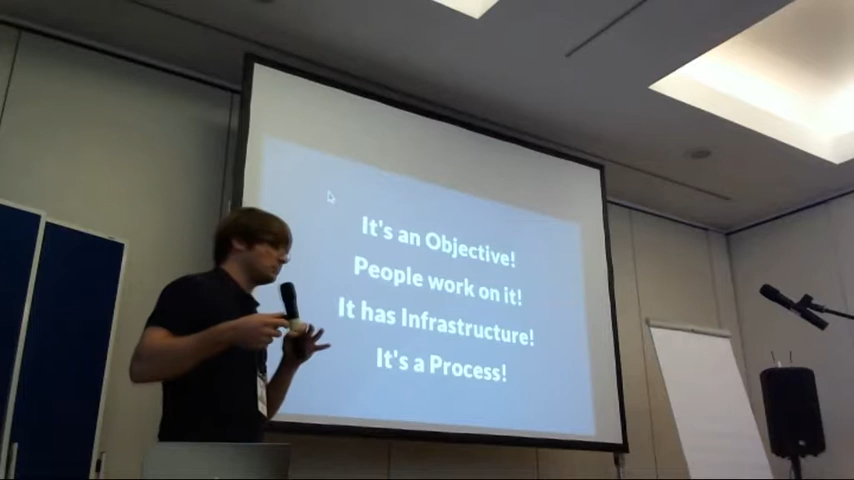 It's an Objective!
People work on it!
It has Infrastructure!
It's a Process!